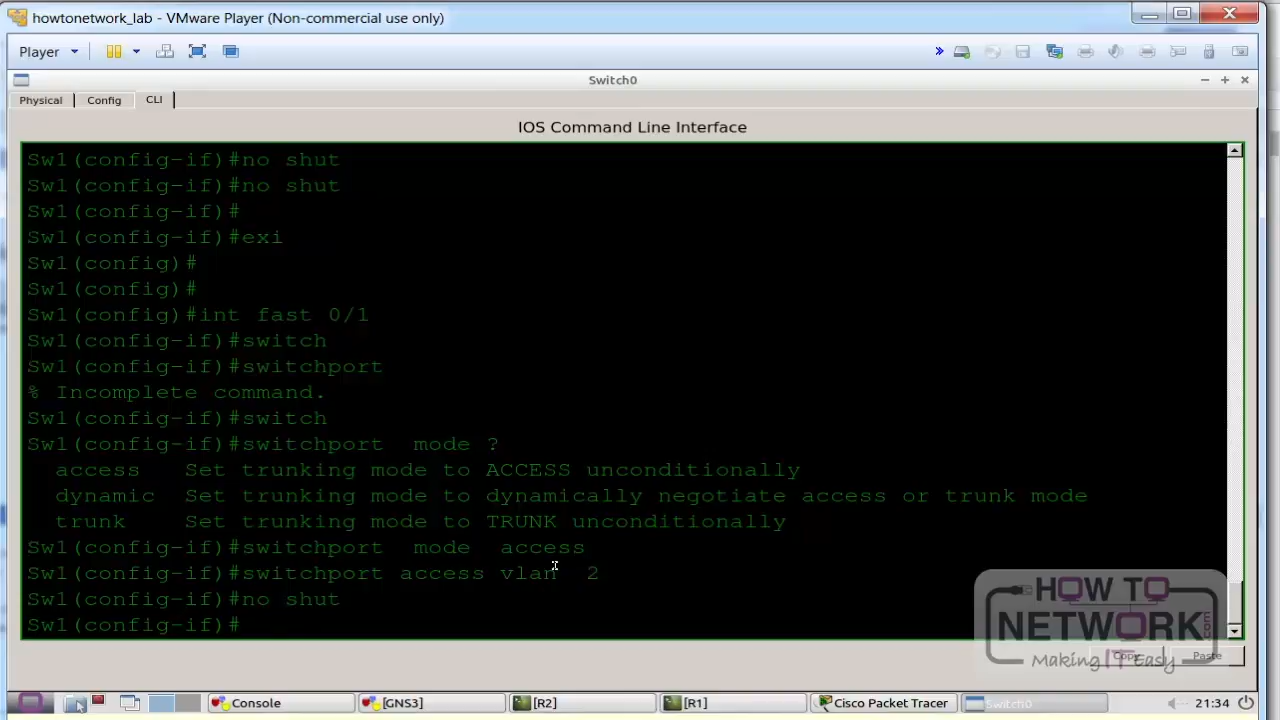 howtonetwork_lab - VMware Player (Non-commercial use only)
Player
Switch0
Physical Config CLI
IOS Command Line Interface
Sw1(config-if)#no shut
Sw1(config-if)#no shut
Sw1(config-if)#
Sw1(config-if)#exi
Sw1(config)#
Sw1(config)#
Sw1(config)#int fast 0/1
Sw1(config-if)#switch
Sw1(config-if)#switchport
% Incomplete command.
Sw1(config-if)#switch
Sw1(config-if)#switchport mode ?
access Set trunking mode to ACCESS unconditionally
dynamic Set trunking mode to dynamically negotiate access or trunk mode
trunk Set trunking mode to TRUNK unconditionally
Sw1(config-if)#switchport mode access
Sw1(config-if)#switchport access vlan 2
Sw1(config-if)#no shut
Sw1(config-if)#
HOW TO
NETWORK.com
Making IT Easy
Copy Paste
Console [GNS3] [R2] [R1] Cisco Packet Tracer Switch0 21:34